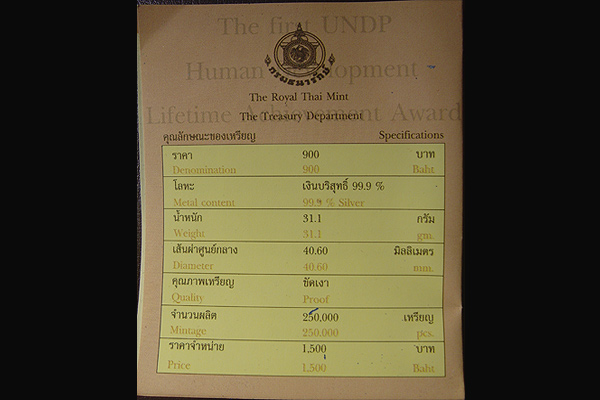 The first UNDP
กรมธนารักษ์
Human Development
The Royal Thai Mint
Lifetime Achievement Award
The Treasury Department
คุณลักษณะของเหรียญ Specifications
ราคา 900 บาท
Denomination 900 Baht
โลหะ เงินบริสุทธิ์ 99.9 %
Metal content 99.9 % Silver
น้ำหนัก 31.1 กรัม
Weight 31.1 gm.
เส้นผ่าศูนย์กลาง 40.60 มิลลิเมตร
Diameter 40.60 mm.
คุณภาพเหรียญ ขัดเงา
Quality Proof
จำนวนผลิต 250,000 เหรียญ
Mintage 250.000 pcs.
ราคาจำหน่าย 1,500 บาท
Price 1,500 Baht